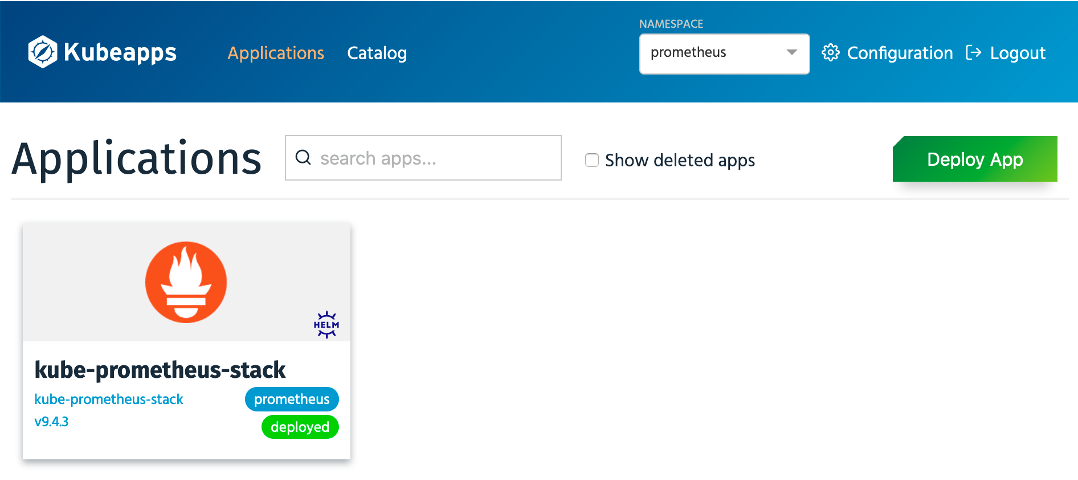 NAMESPACE
Kubeapps Applications Catalog prometheus Configuration Logout
Applications search apps... Show deleted apps Deploy App
HELM
kube-prometheus-stack
kube-prometheus-stack prometheus
v9.4.3 deployed